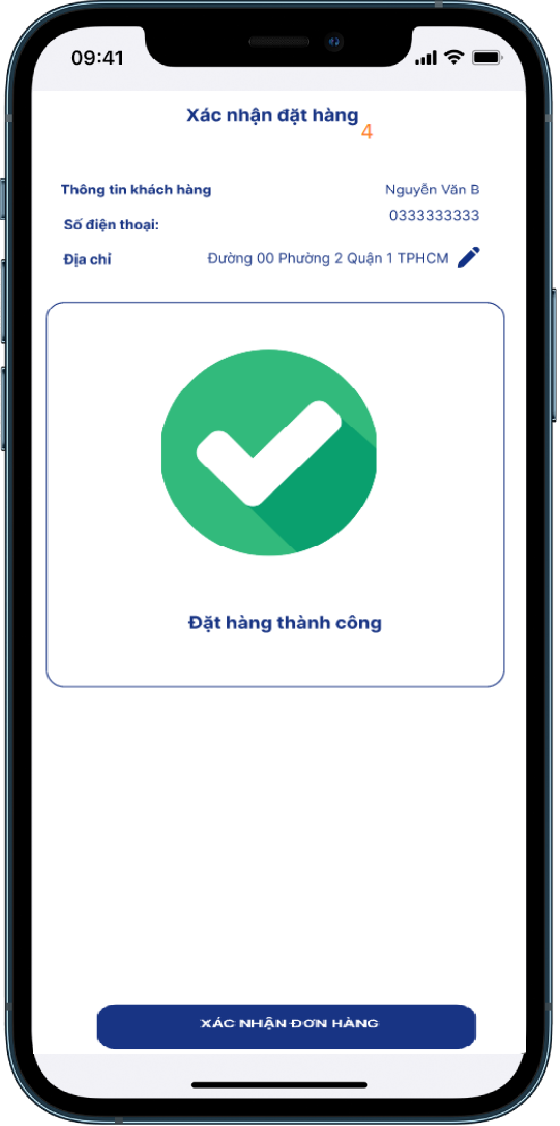 09:41
Xác nhận đặt hàng
4
Thông tin khách hàng Nguyễn Văn B
Số điện thoại: 0333333333
Địa chỉ Đường 00 Phường 2 Quận 1 TPHCM
Đặt hàng thành công
XÁC NHẬN ĐƠN HÀNG